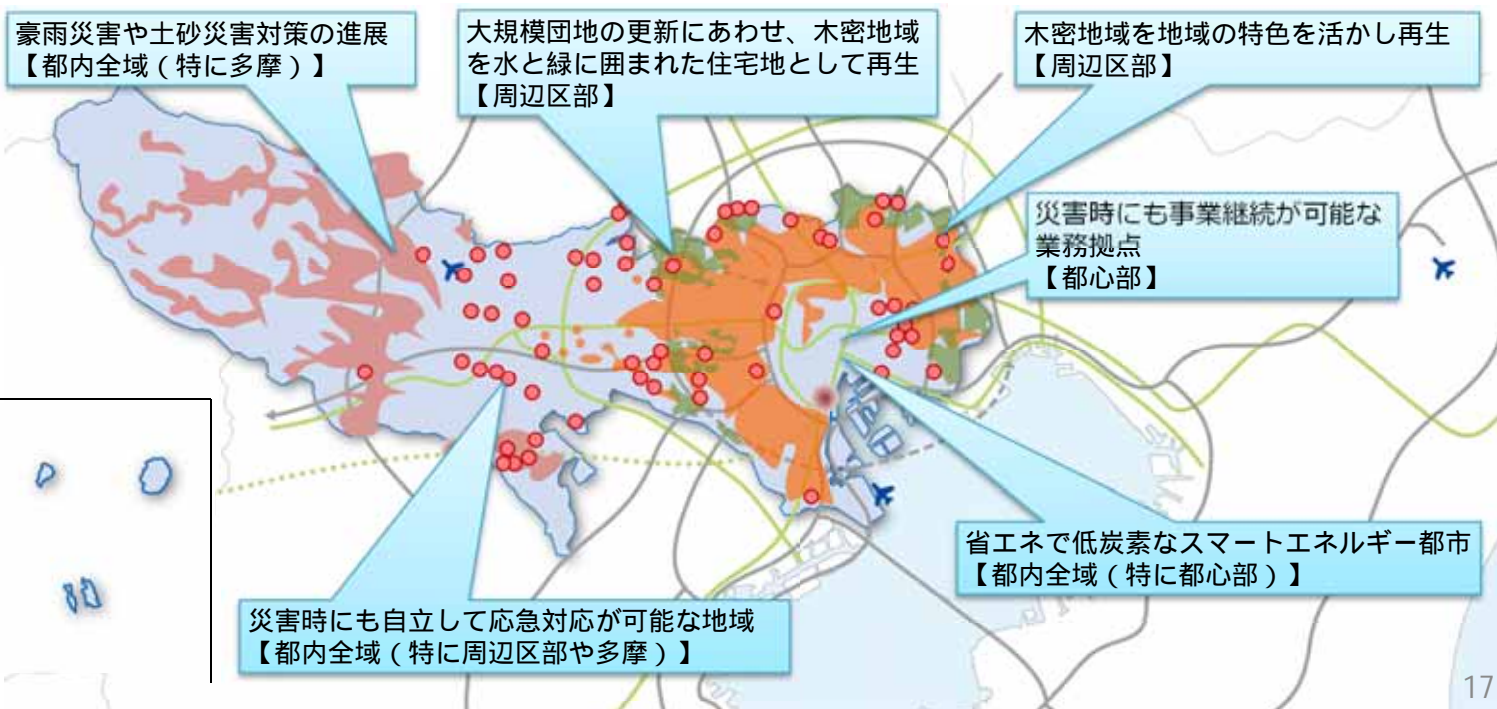 豪雨災害や土砂災害対策の進展
【都内全域（特に多摩）】
大規模団地の更新にあわせ、木密地域
を水と緑に囲まれた住宅地として再生
【周辺区部】
木密地域を地域の特色を活かし再生
【周辺区部】
災害時にも事業継続が可能な
業務拠点
【都心部】
省エネで低炭素なスマートエネルギー都市
【都内全域（特に都心部）】
災害時にも自立して応急対応が可能な地域
【都内全域（特に周辺区部や多摩）】
17